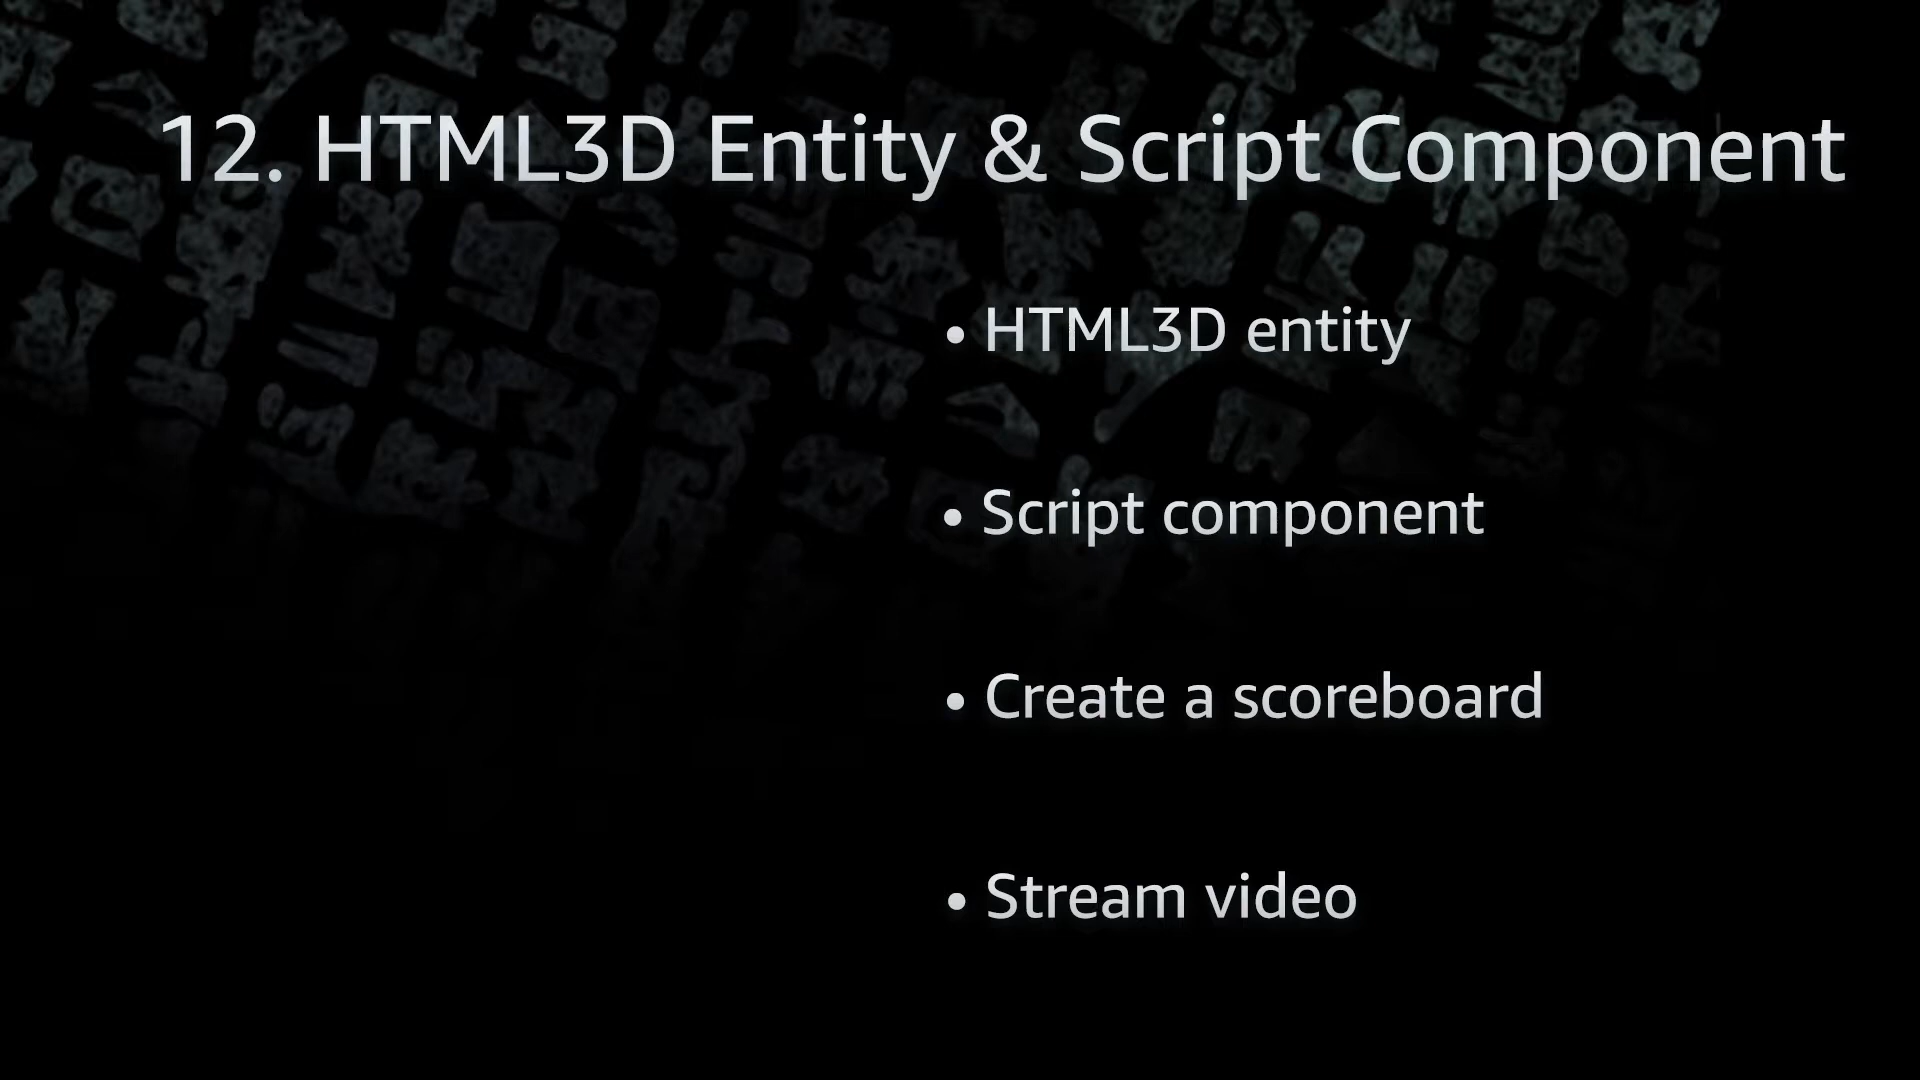 12. HTML3D Entity & Script Component
• HTML3D entity
• Script component
• Create a scoreboard
• Stream video